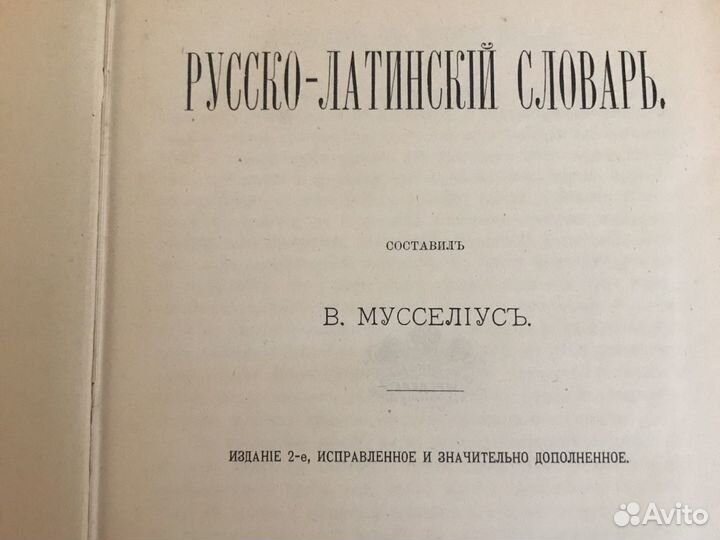 РУССКО-ЛАТИНСКІЙ СЛОВАРЬ.
СОСТАВИЛЪ
В. МУССЕЛІУСЪ.
ИЗДАНІЕ 2-е, ИСПРАВЛЕННОЕ И ЗНАЧИТЕЛЬНО ДОПОЛНЕННОЕ.
Avito